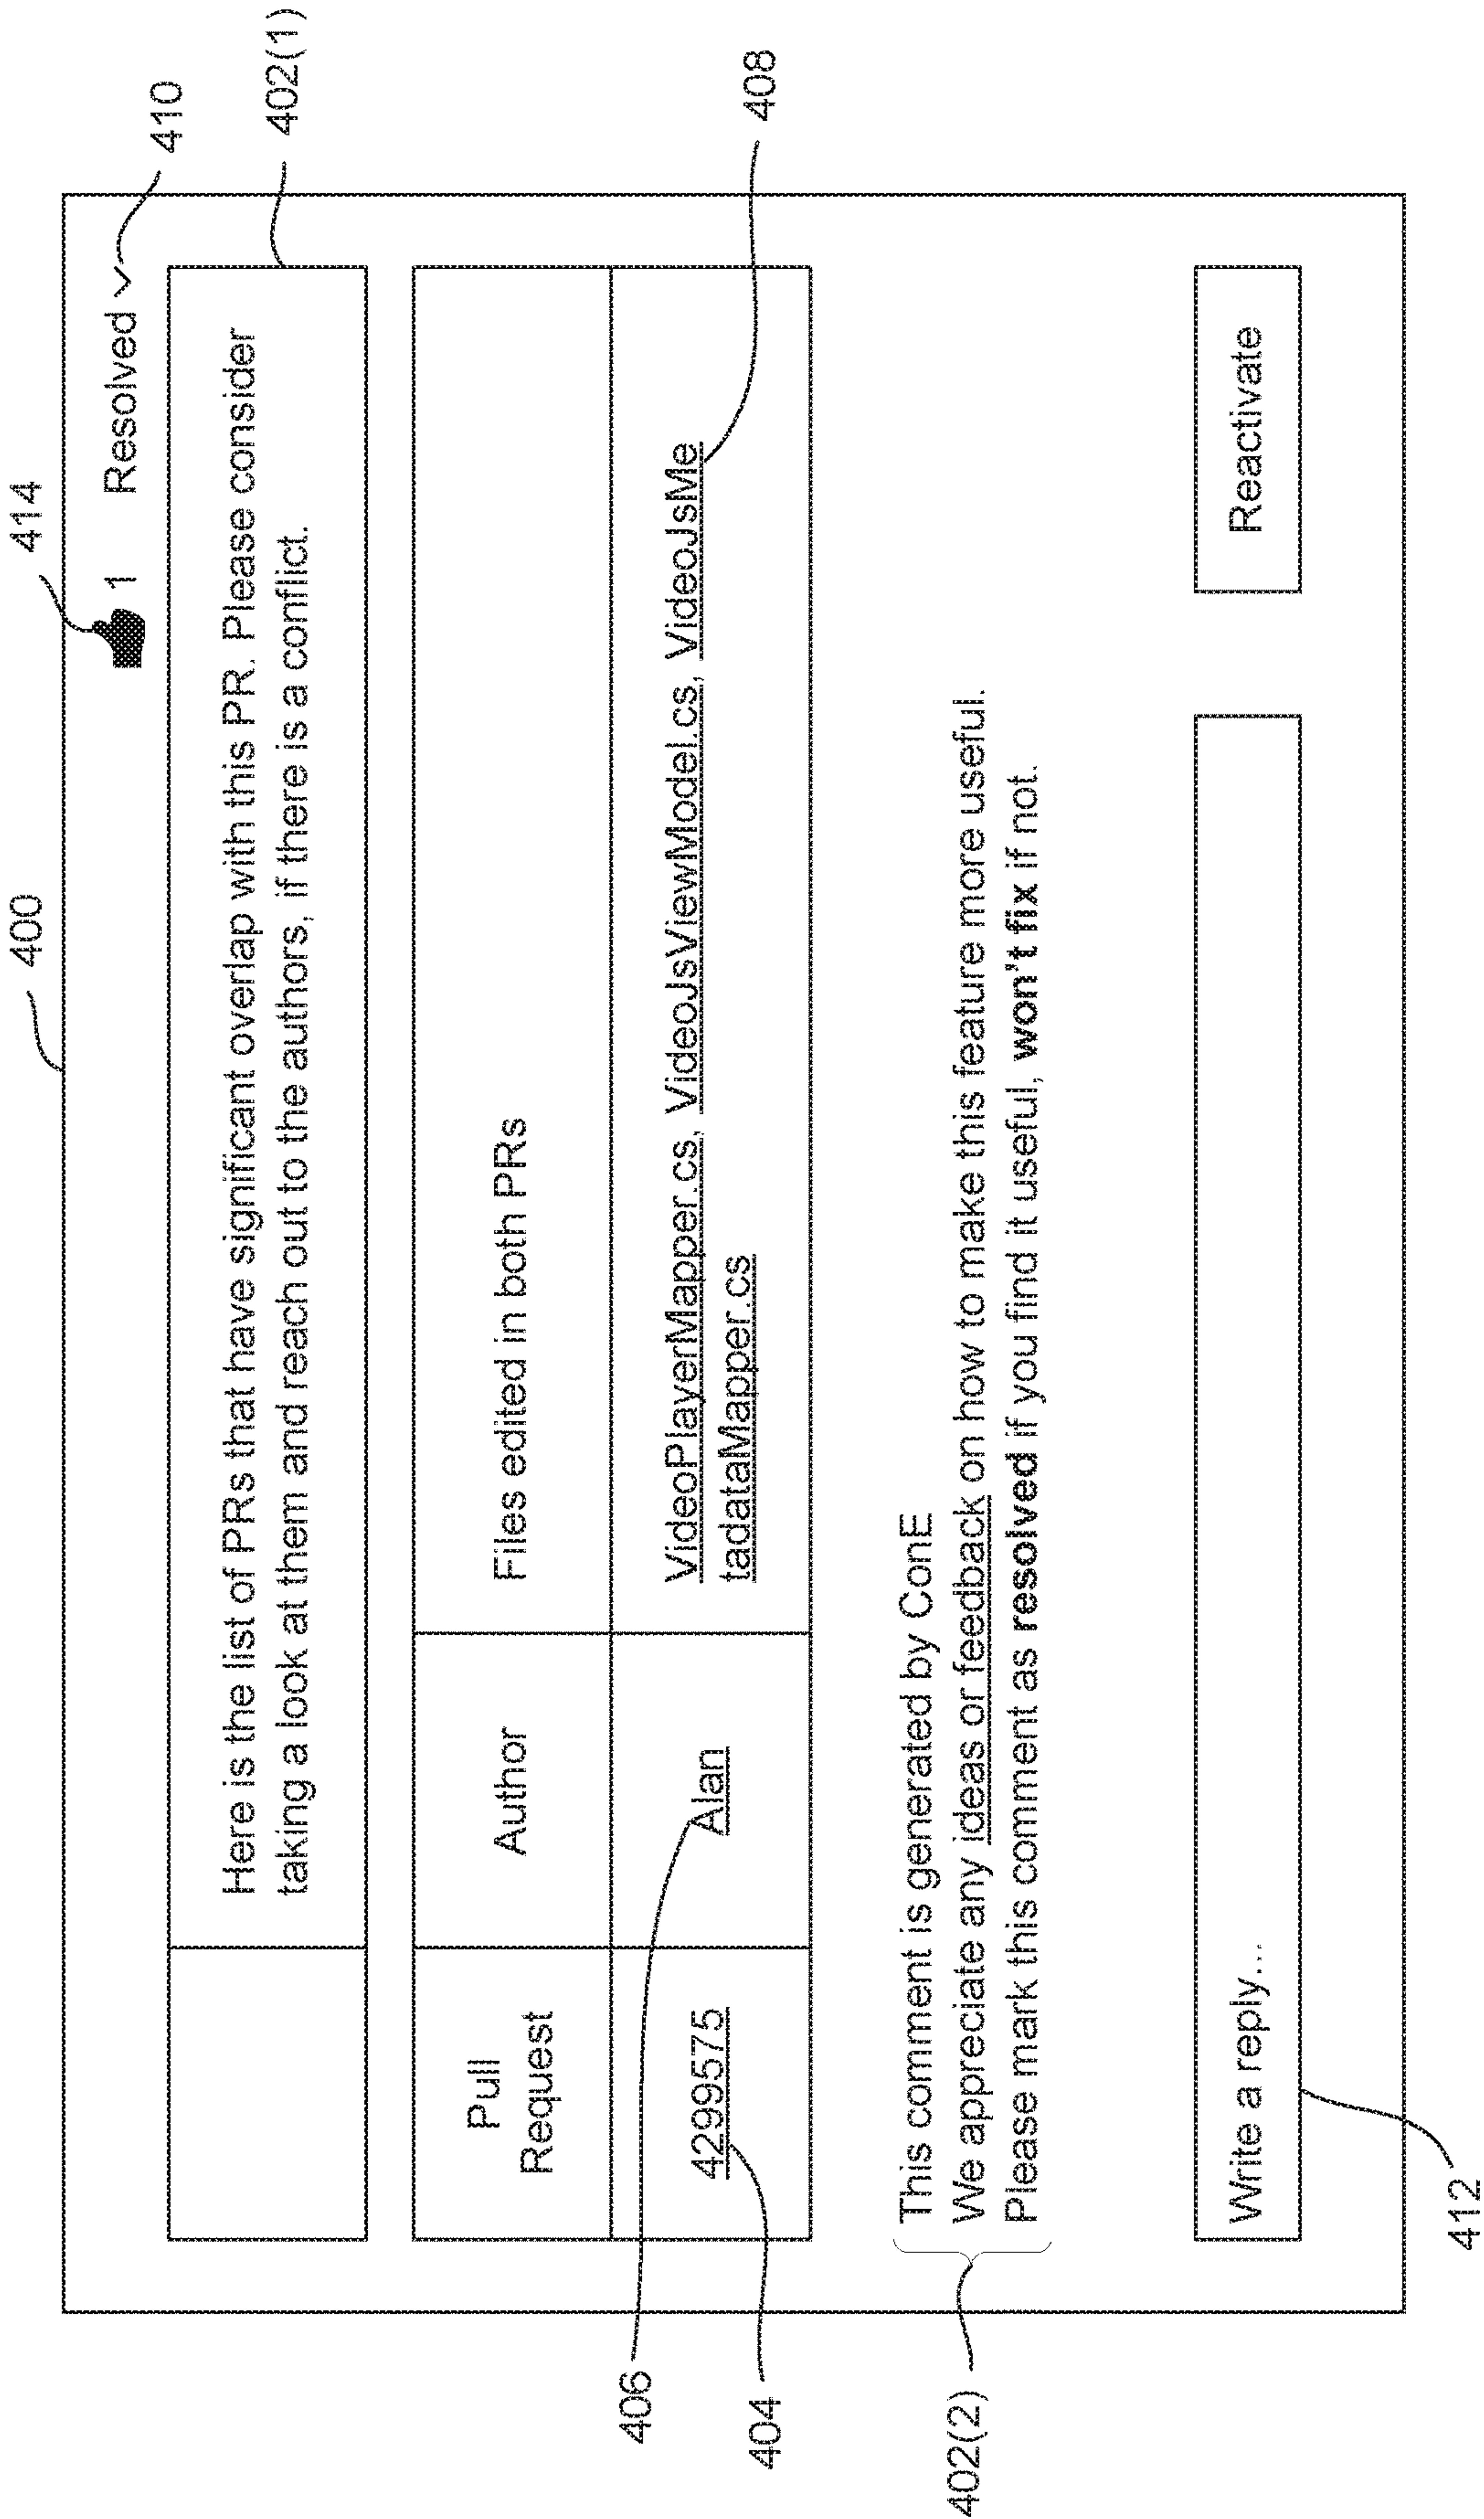 400
414
1 Resolved
410
Here is the list of PRs that have significant overlap with this PR. Please consider
taking a look at them and reach out to the authors, if there is a conflict.
402(1)
Pull
Request
Author
Files edited in both PRs
406
4299575
Alan
VideoPlayerMapper.cs, VideoJsViewModel.cs, VideoJsMe
tadataMapper.cs
408
404
402(2)
This comment is generated by ConE
We appreciate any ideas or feedback on how to make this feature more useful.
Please mark this comment as resolved if you find it useful, won't fix if not.
Write a reply...
Reactivate
412